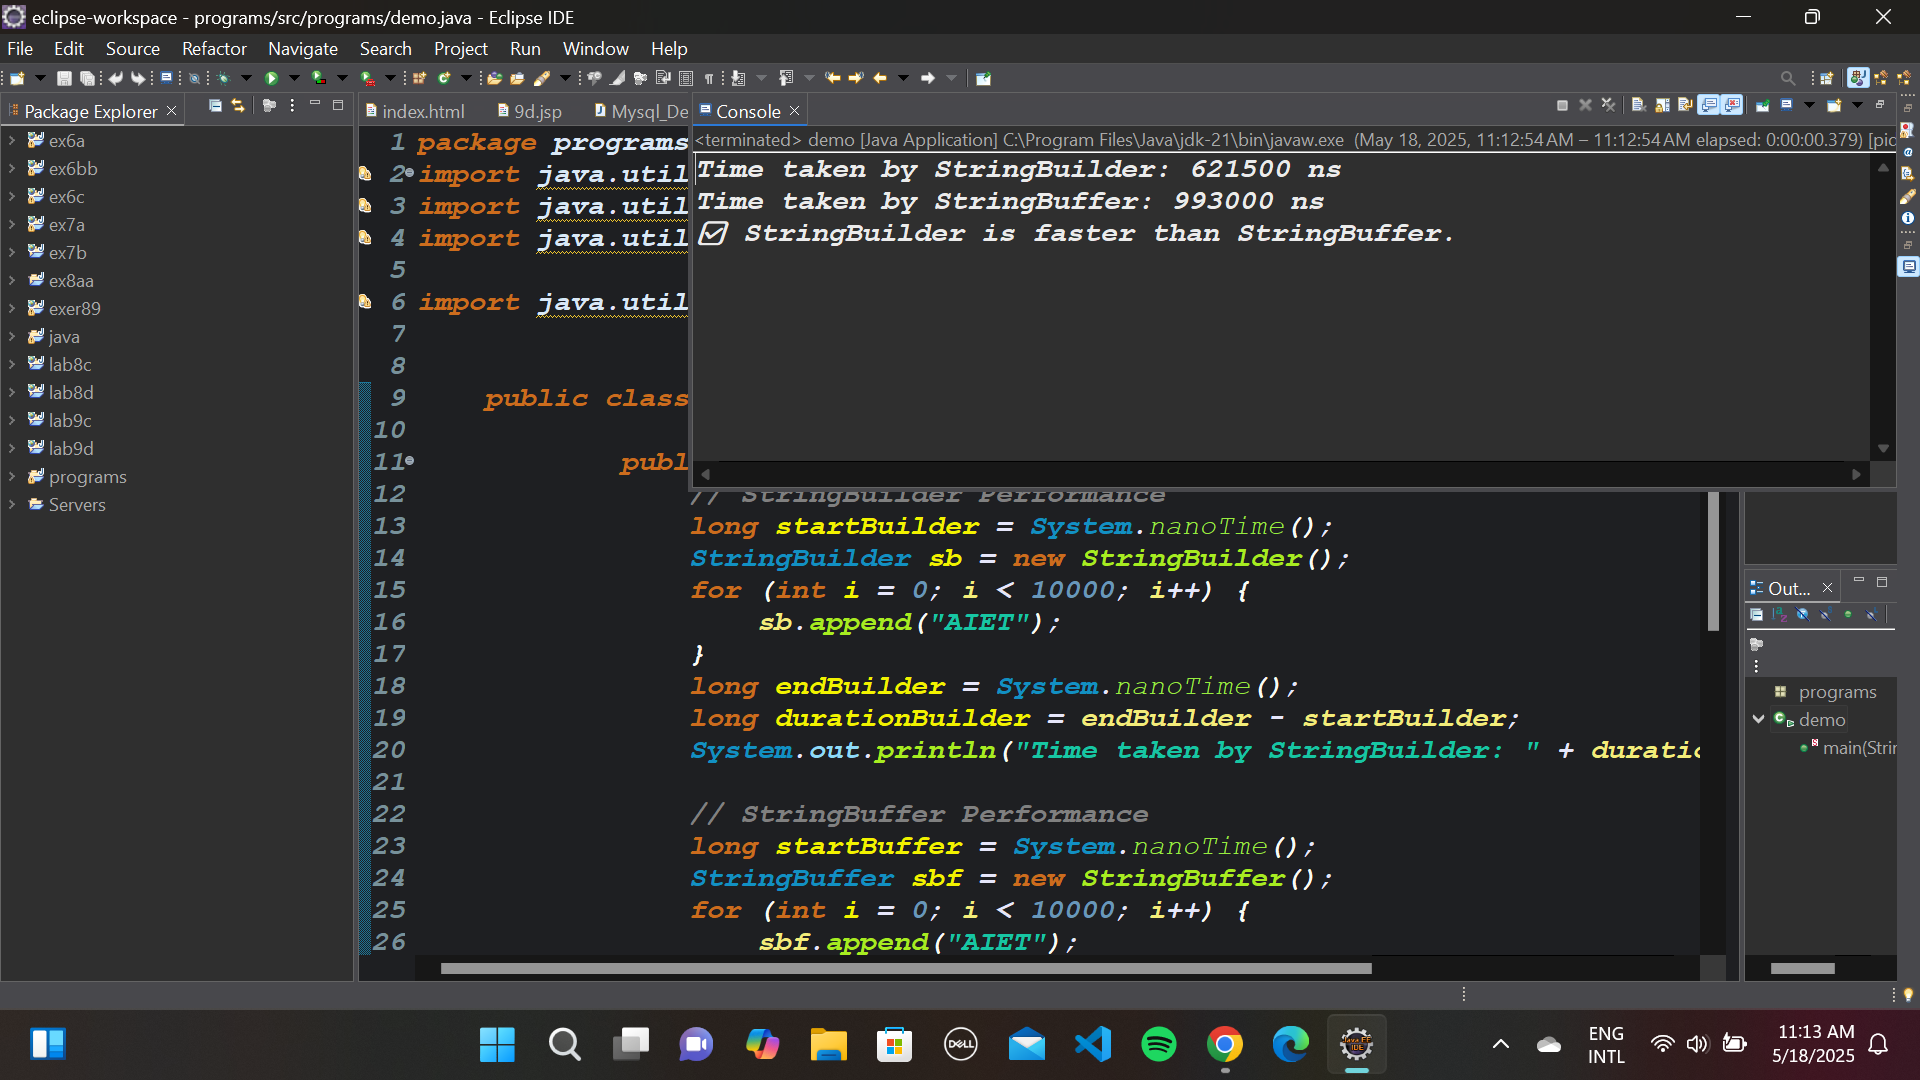 eclipse-workspace - programs/src/programs/demo.java - Eclipse IDE
File Edit Source Refactor Navigate Search Project Run Window Help
Package Explorer
ex6a
ex6bb
ex6c
ex7a
ex7b
ex8aa
exer89
java
lab8c
lab8d
lab9c
lab9d
programs
Servers
index.html 9d.jsp Mysql_De
Console
<terminated> demo [Java Application] C:\Program Files\Java\jdk-21\bin\javaw.exe (May 18, 2025, 11:12:54 AM – 11:12:54 AM elapsed: 0:00:00.379) [pid
Time taken by StringBuilder: 621500 ns
Time taken by StringBuffer: 993000 ns
☑ StringBuilder is faster than StringBuffer.
1 package programs
2 import java.util
3 import java.util
4 import java.util
5
6 import java.util
7
8
9 public class
10
11 publ
12 // StringBuilder Performance
13 long startBuilder = System.nanoTime();
14 StringBuilder sb = new StringBuilder();
15 for (int i = 0; i < 10000; i++) {
16 sb.append("AIET");
17 }
18 long endBuilder = System.nanoTime();
19 long durationBuilder = endBuilder - startBuilder;
20 System.out.println("Time taken by StringBuilder: " + duratio
21
22 // StringBuffer Performance
23 long startBuffer = System.nanoTime();
24 StringBuffer sbf = new StringBuffer();
25 for (int i = 0; i < 10000; i++) {
26 sbf.append("AIET");
Out...
programs
demo
main(Strin
DELL
Java EE
IDE
ENG
INTL
11:13 AM
5/18/2025